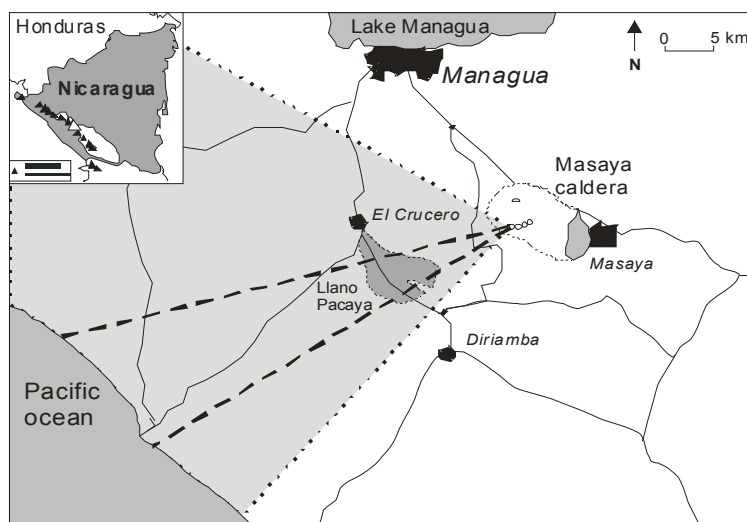 Honduras
Nicaragua
Lake Managua
Managua
N
0 5 km
Masaya
caldera
El Crucero
Masaya
Llano
Pacaya
Diriamba
Pacific
ocean